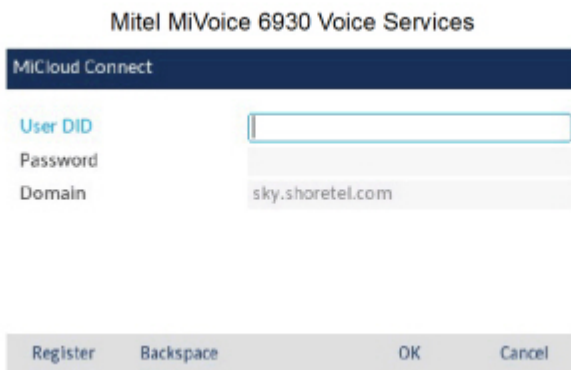 Mitel MiVoice 6930 Voice Services
MiCloud Connect
User DID
Password
Domain sky.shoretel.com
Register Backspace OK Cancel